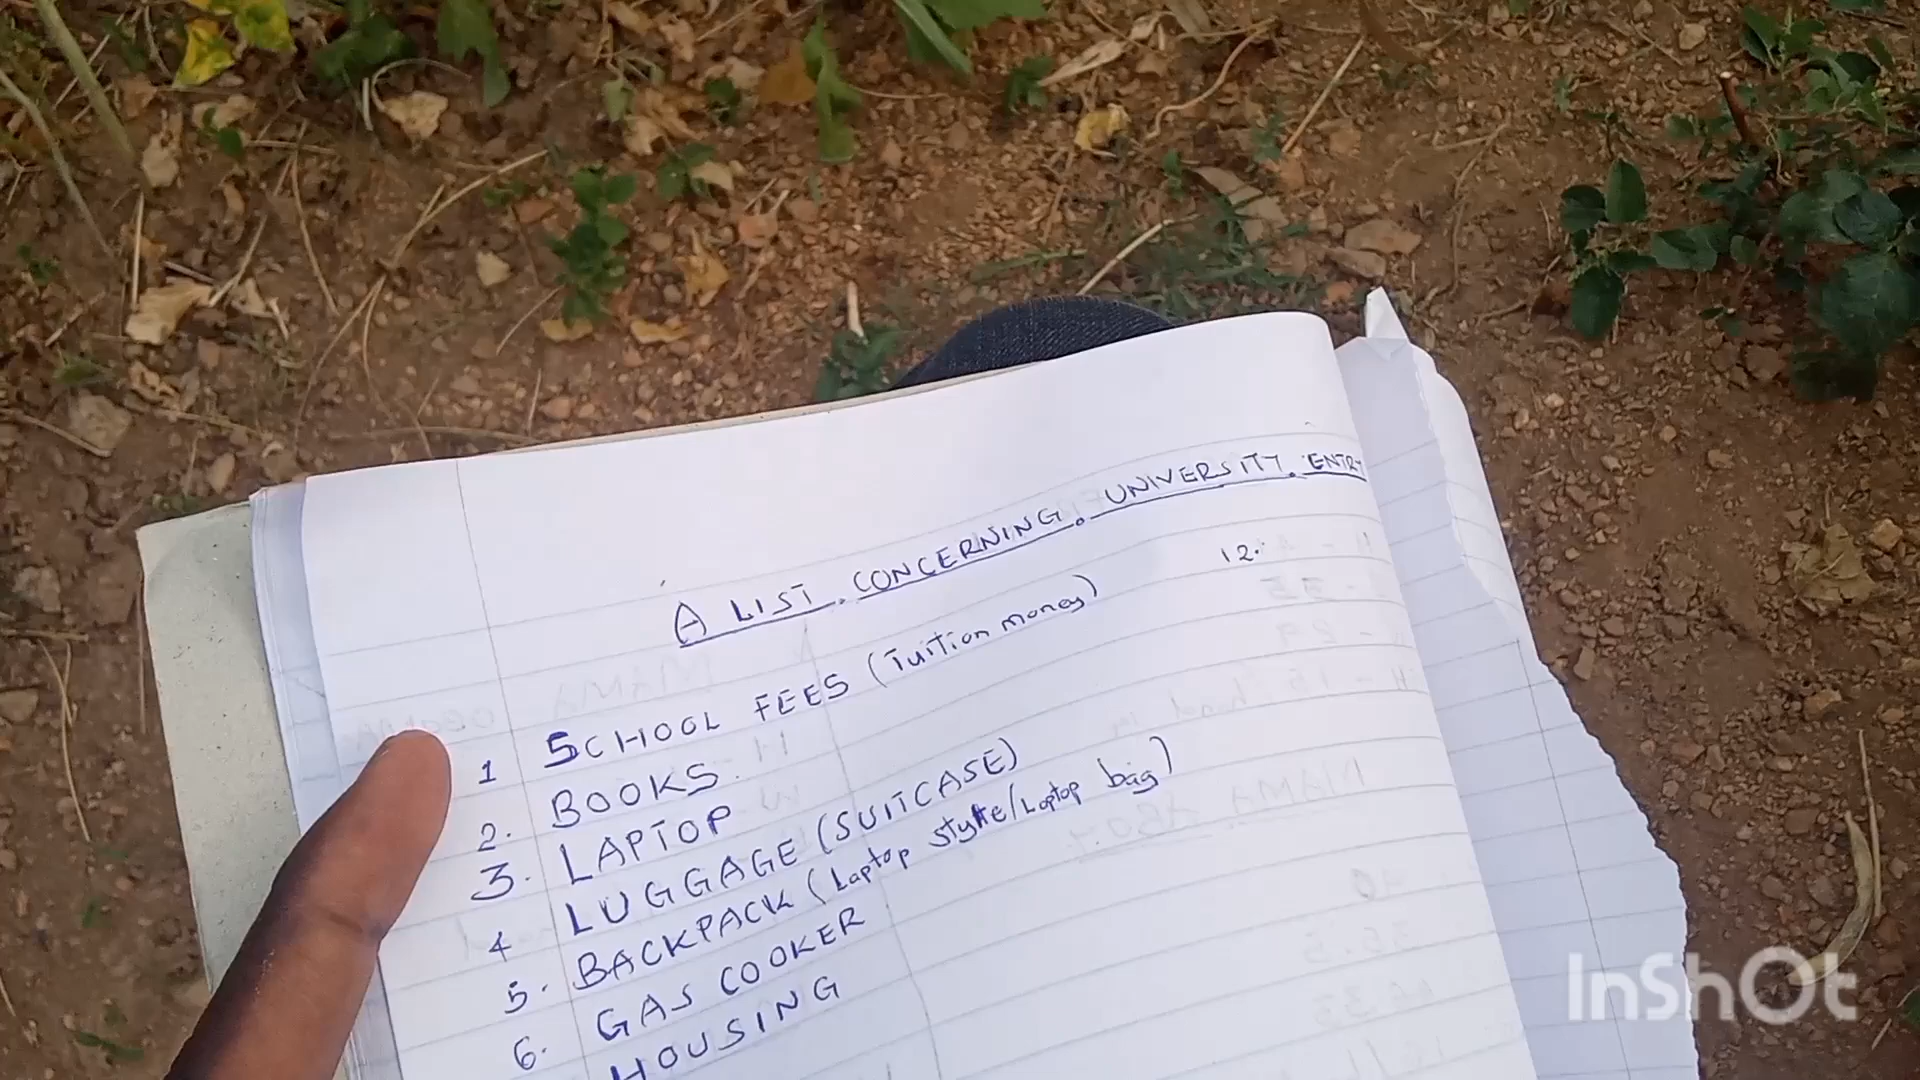 A LIST. CONCERNING. UNIVERSITY. ENTRY
12.
1 SCHOOL FEES (Tuition money)
2. BOOKS.
3. LAPTOP
4 LUGGAGE (SUITCASE)
5. BACKPACK (Laptop style/Laptop bag)
6. GAS COOKER
HOUSING
InShOt